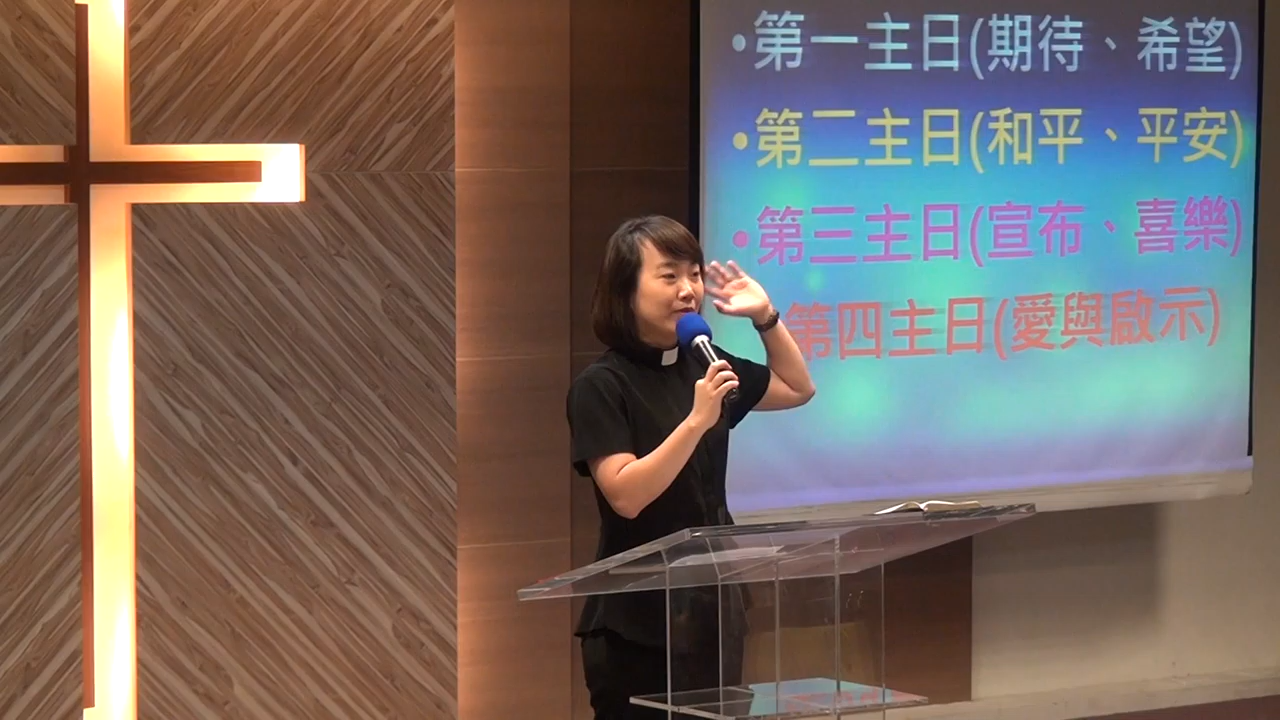 •第一主日(期待、希望)
•第二主日(和平、平安)
•第三主日(宣布、喜樂)
第四主日(愛與啟示)